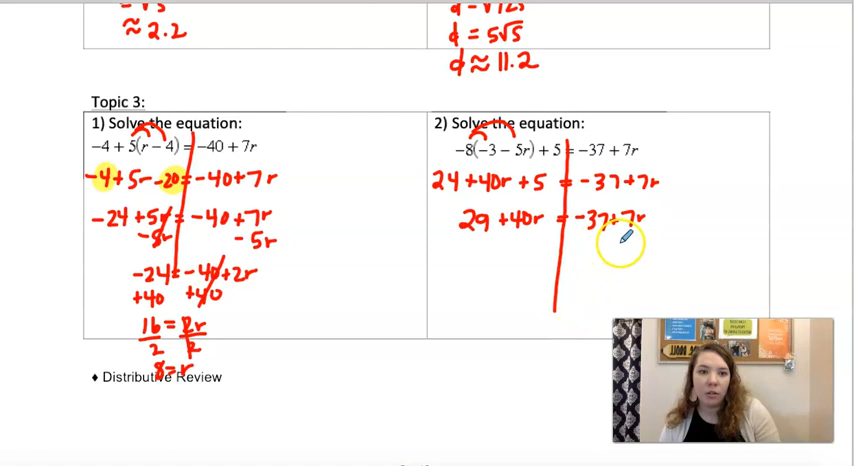 ≈ 2.2
d = √125
d = 5√5
d ≈ 11.2
Topic 3:
1) Solve the equation:
−4 + 5(r − 4) = −40 + 7r
-4+5r-20=-40+7r
-24+5r=-40+7r
-5r -5r
-24=-40+2r
+40 +40
16=2r
2 2
8=r
2) Solve the equation:
−8(−3 − 5r) + 5 = −37 + 7r
24+40r+5 = -37+7r
29+40r=-37+7r
♦ Distributive Review